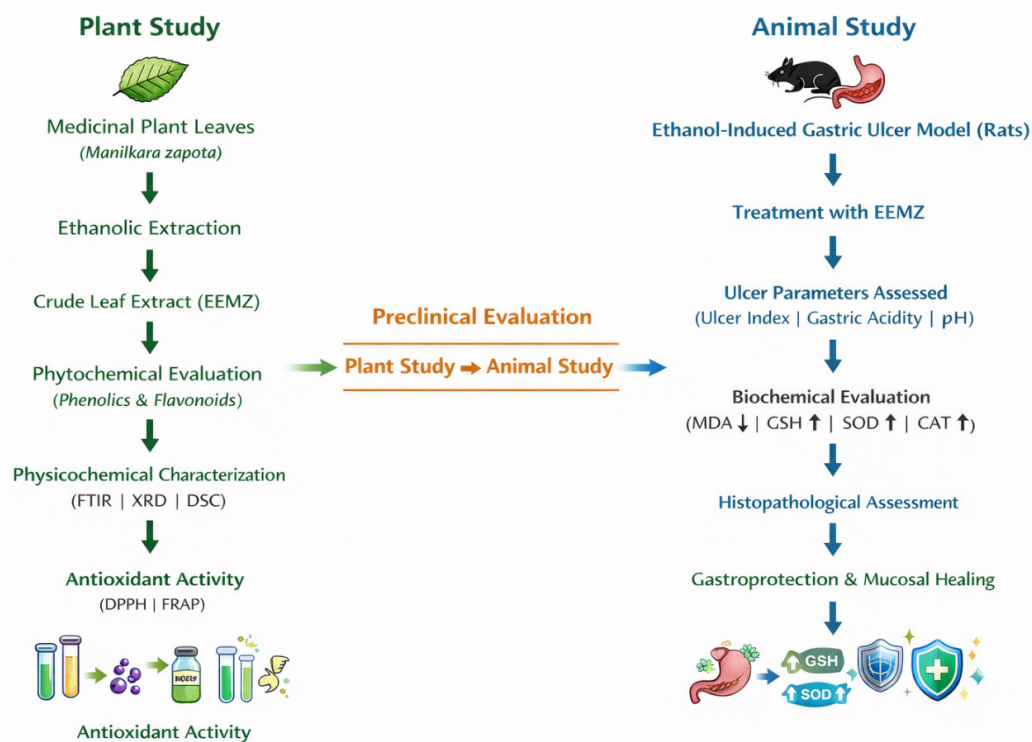 Plant Study
Medicinal Plant Leaves
(Manilkara zapota)
Ethanolic Extraction
Crude Leaf Extract (EEMZ)
Phytochemical Evaluation
(Phenolics & Flavonoids)
Physicochemical Characterization
(FTIR | XRD | DSC)
Antioxidant Activity
(DPPH | FRAP)
Antioxidant Activity
Preclinical Evaluation
Plant Study ➡ Animal Study
Animal Study
Ethanol-Induced Gastric Ulcer Model (Rats)
Treatment with EEMZ
Ulcer Parameters Assessed
(Ulcer Index | Gastric Acidity | pH)
Biochemical Evaluation
(MDA ↓ | GSH ↑ | SOD ↑ | CAT ↑)
Histopathological Assessment
Gastroprotection & Mucosal Healing
↑ GSH
↑ SOD ↑